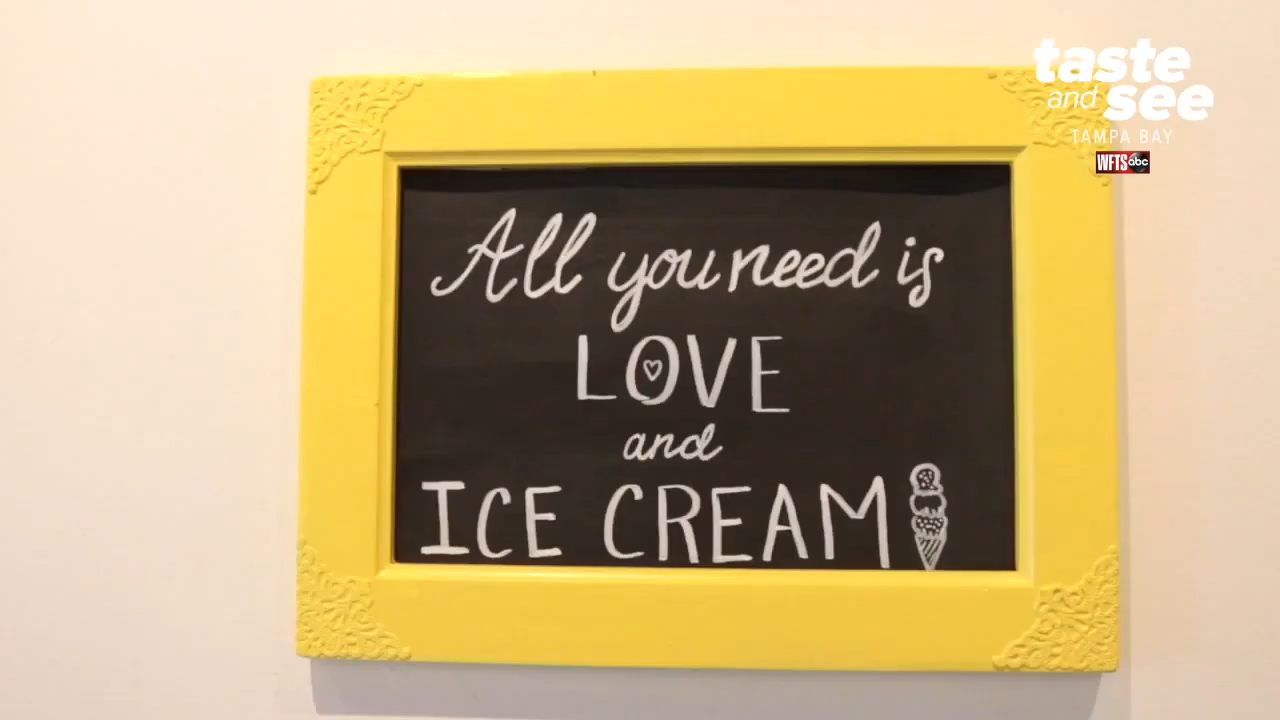 taste
and see
TAMPA BAY
WFTS abc
All you need is
LOVE
and
ICE CREAM